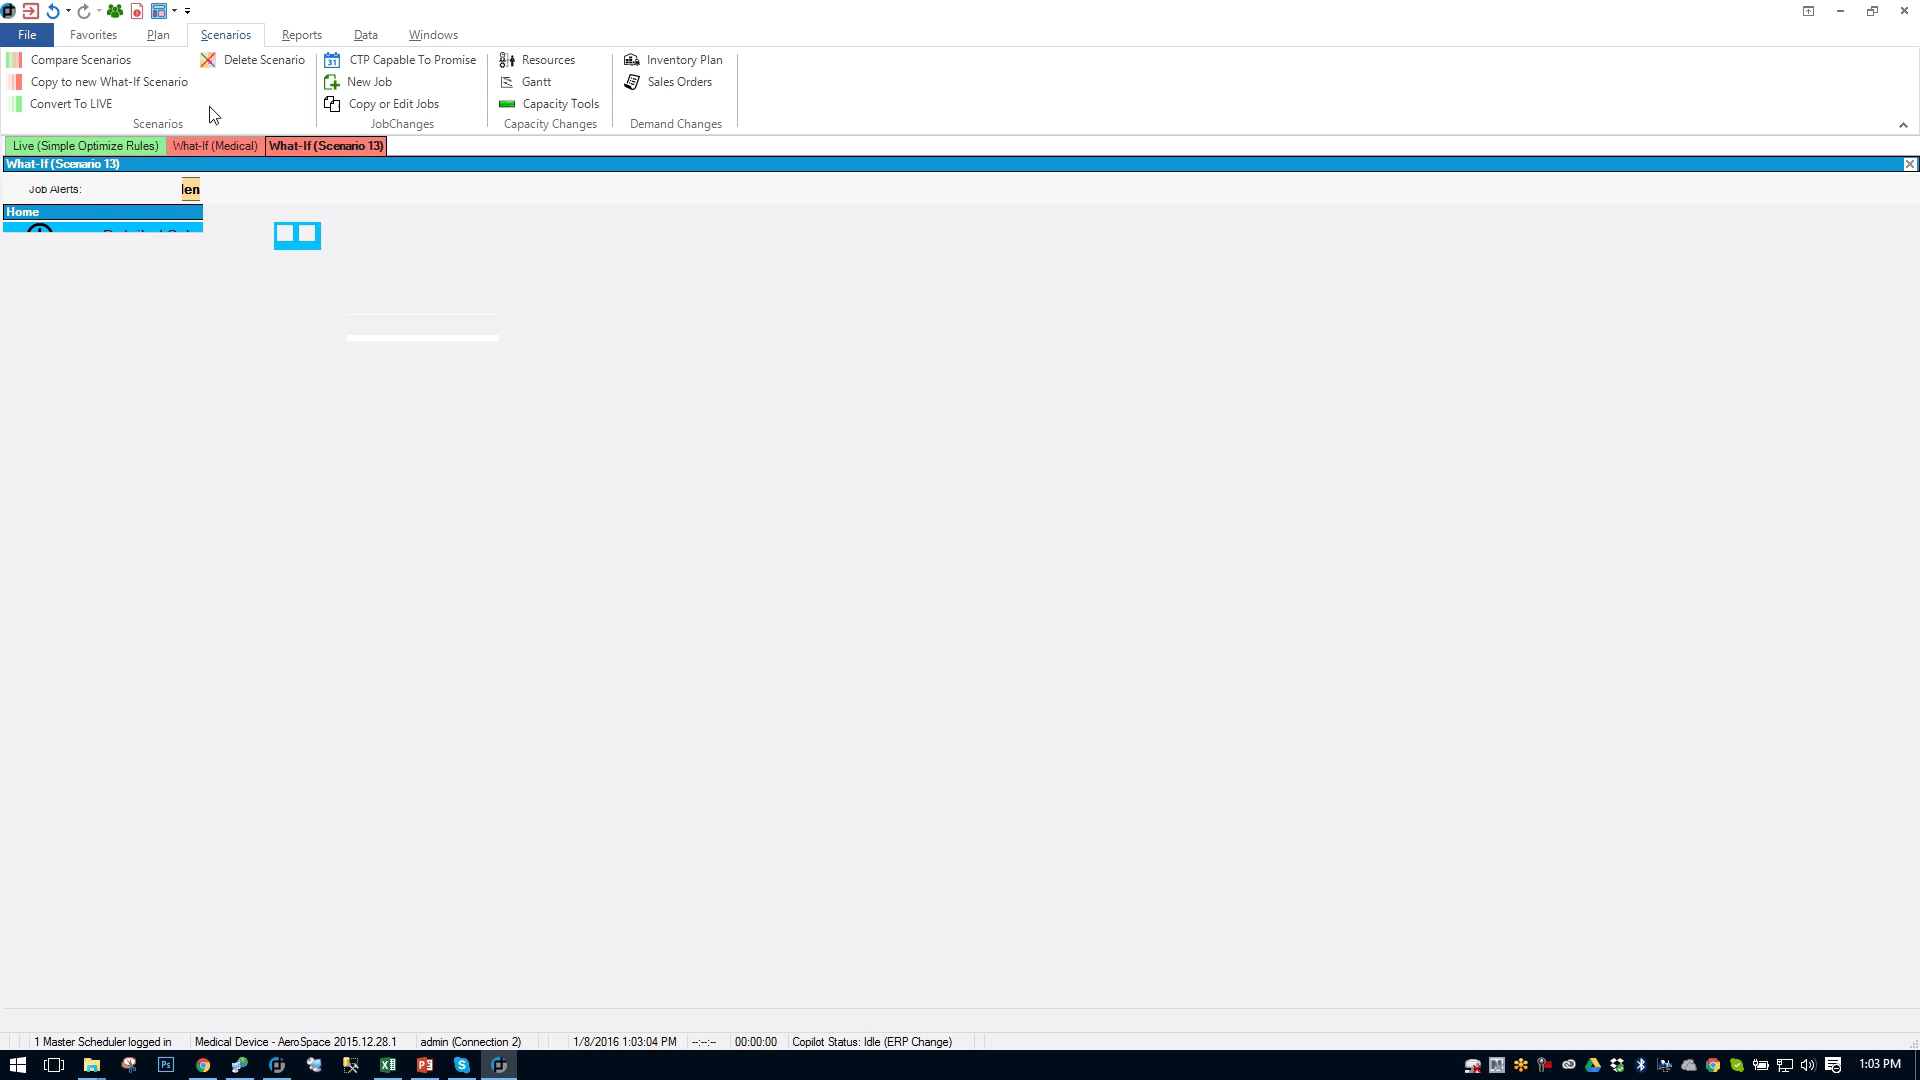 File Favorites Plan Scenarios Reports Data Windows
Compare Scenarios Delete Scenario CTP Capable To Promise Resources Inventory Plan
Copy to new What-If Scenario New Job Gantt Sales Orders
Convert To LIVE Copy or Edit Jobs Capacity Tools
Scenarios JobChanges Capacity Changes Demand Changes
Live (Simple Optimize Rules) What-If (Medical) What-If (Scenario 13)
What-If (Scenario 13)
Job Alerts:
Home
1 Master Scheduler logged in Medical Device - AeroSpace 2015.12.28.1 admin (Connection 2) 1/8/2016 1:03:04 PM --:--:-- 00:00:00 Copilot Status: Idle (ERP Change)
1:03 PM